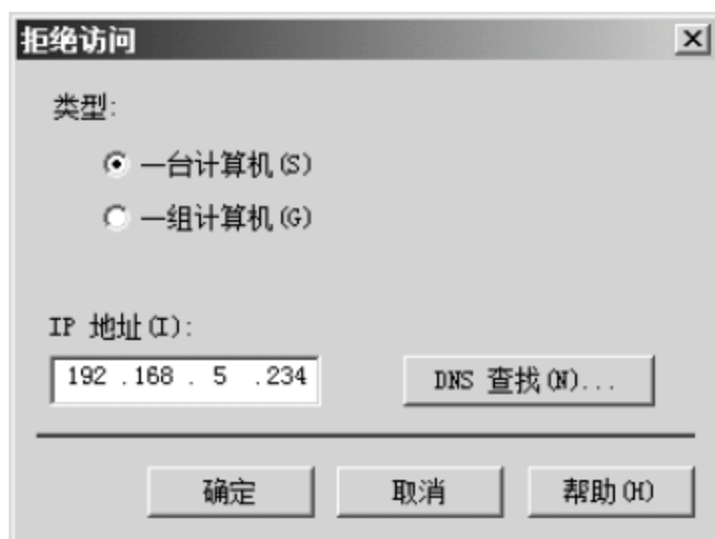 拒绝访问
类型:
一台计算机(S)
一组计算机(G)
IP 地址(I):
192 .168 . 5 .234
DNS 查找(N)...
确定 取消 帮助(H)